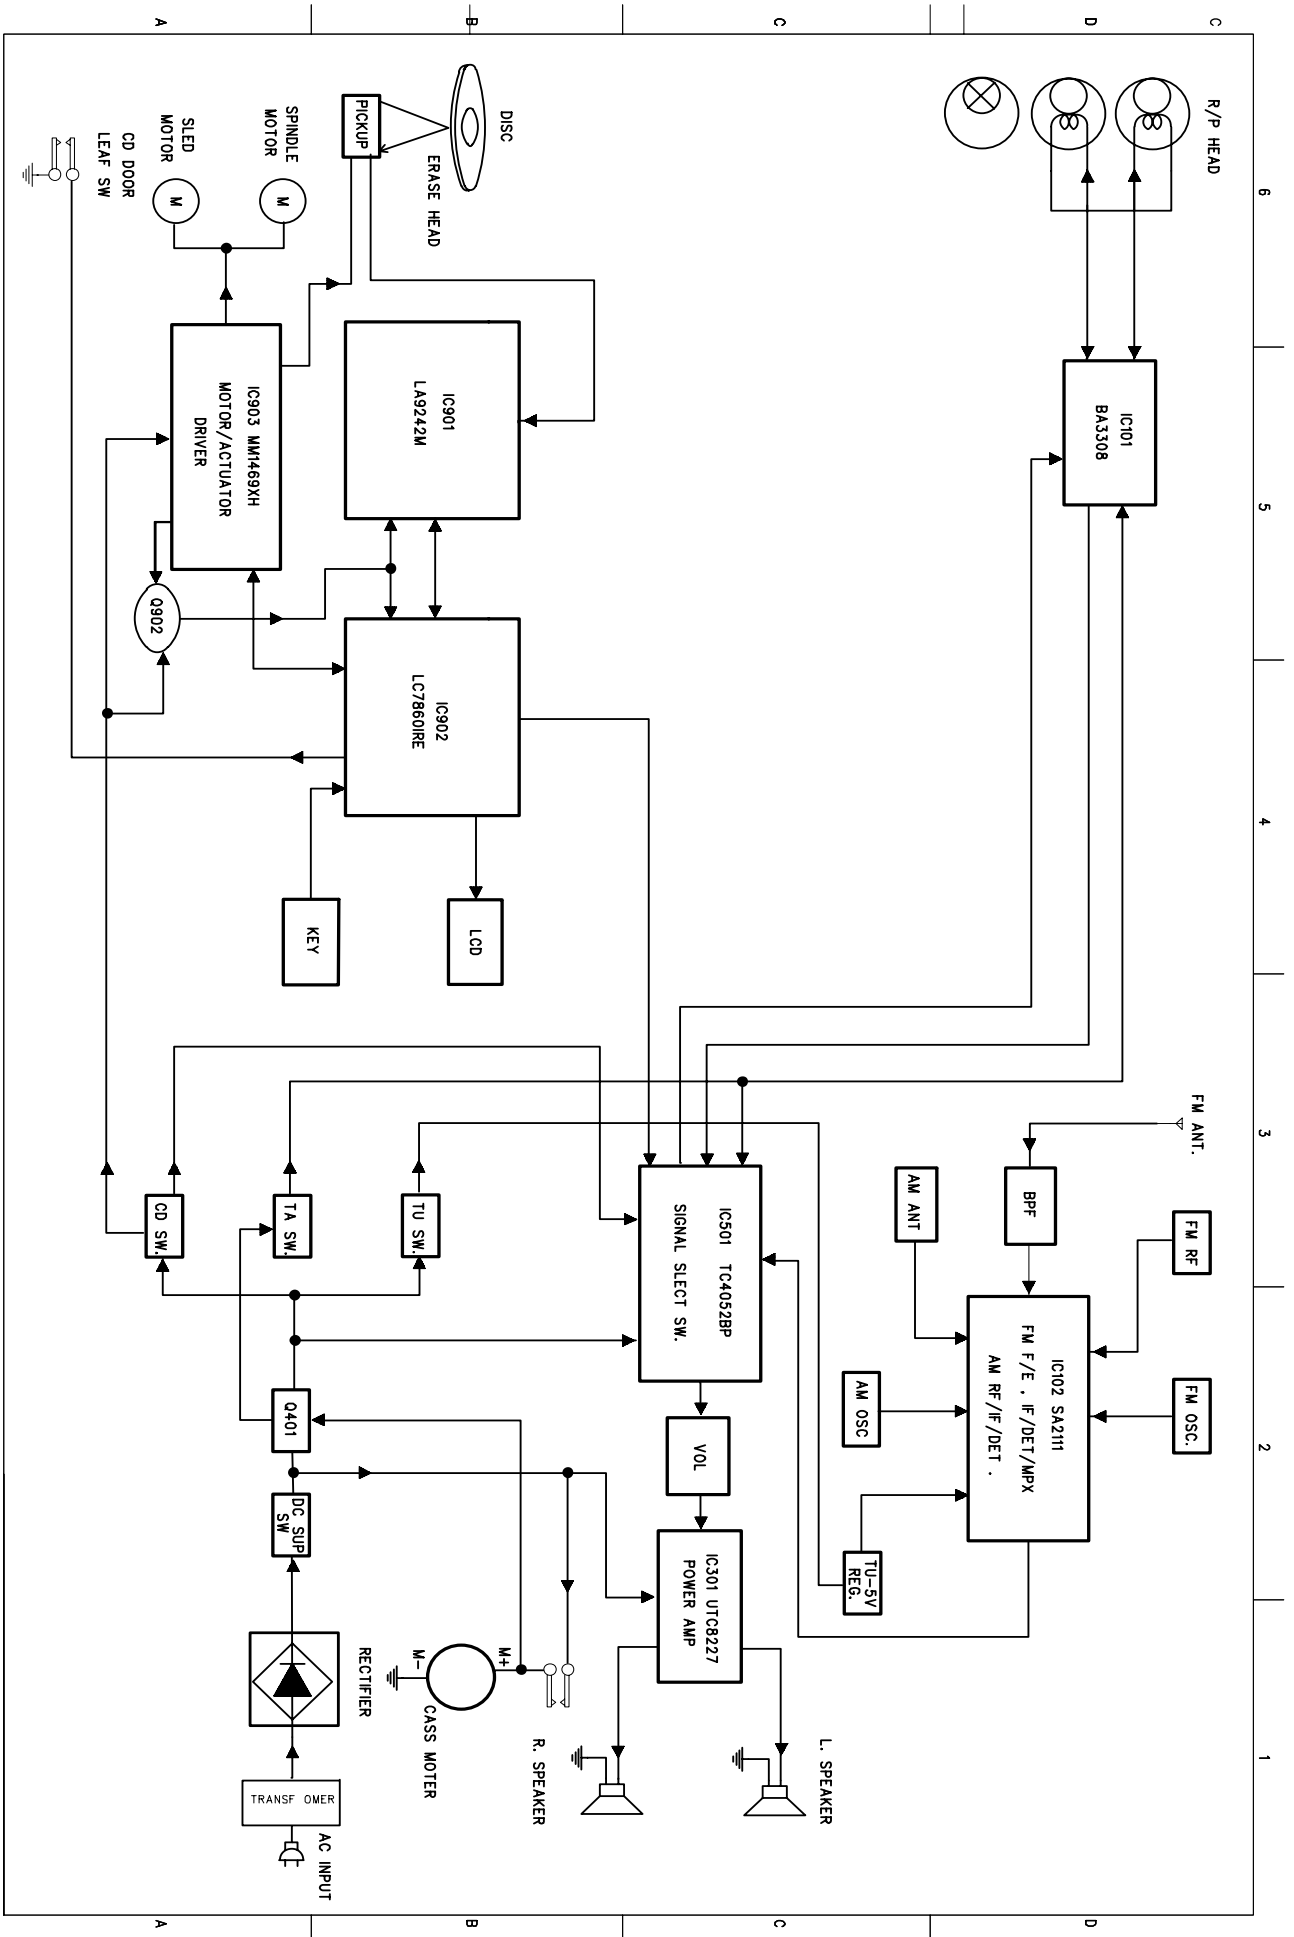 A
B
C
D
C
6
5
4
3
2
1
A
B
C
D
R/P HEAD
DISC
ERASE HEAD
PICKUP
SPINDLE
MOTOR
SLED
MOTOR
CD DOOR
LEAF SW
M
M
IC101
BA3308
IC901
LA9242M
IC903 MM1469XH
MOTOR/ACTUATOR
DRIVER
Q902
IC902
LC78601RE
LCD
KEY
FM ANT.
BPF
FM RF
AM ANT
FM OSC.
AM OSC
IC102 SA2111
FM F/E , IF/DET/MPX
AM RF/IF/DET .
TU-5V
REG.
IC501 TC4052BP
SIGNAL SLECT SW.
TU SW.
TA SW.
CD SW.
Q401
VOL
DC SUP
SW
IC301 UTC8227
POWER AMP
L. SPEAKER
R. SPEAKER
M+
M-
CASS MOTER
RECTIFIER
TRANSF OMER
AC INPUT